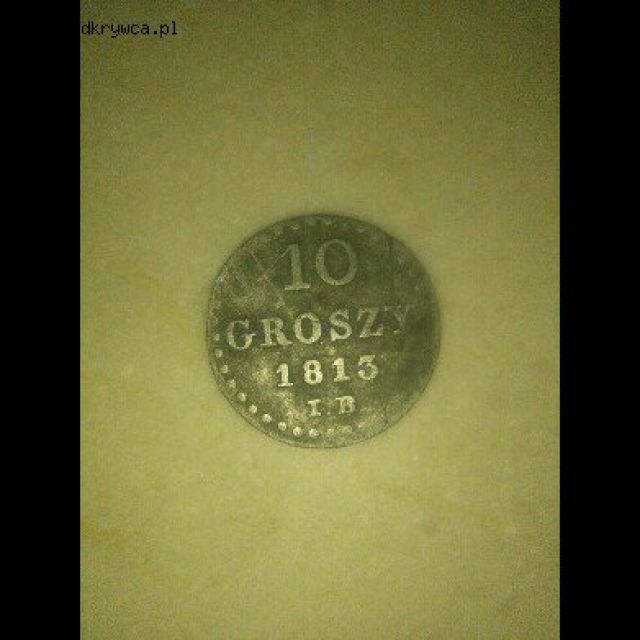 dkrywca.pl
10
GROSZY
1813
I.B